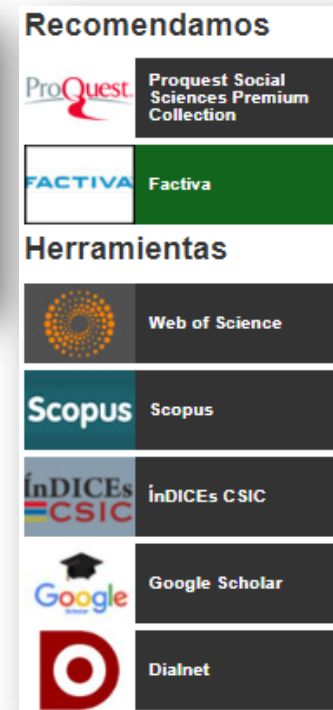 Recomendamos
ProQuest
Proquest Social
Sciences Premium
Collection
FACTIVA
Factiva
Herramientas
Web of Science
Scopus
Scopus
ÍnDICEs
CSIC
ÍnDICEs CSIC
Google
Google Scholar
Dialnet